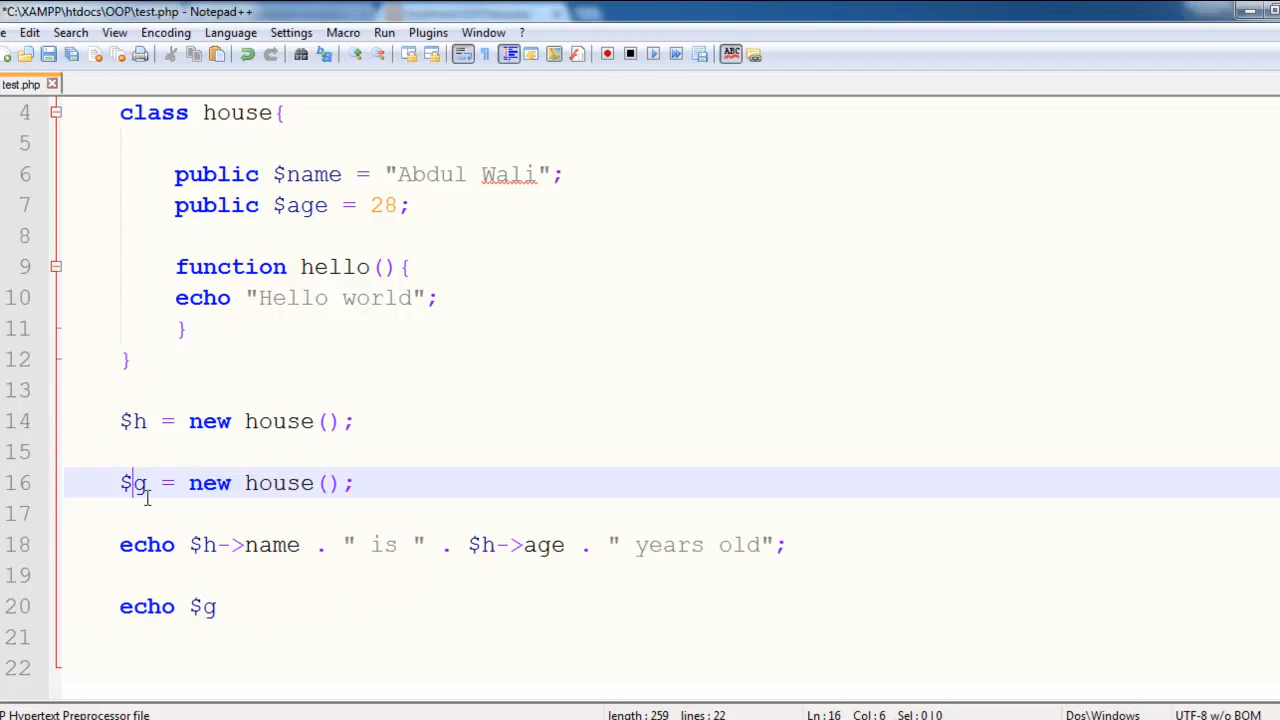 *C:\XAMPP\htdocs\OOP\test.php - Notepad++
e Edit Search View Encoding Language Settings Macro Run Plugins Window ?
ABC
test.php
4 class house{
5
6 public $name = "Abdul Wali";
7 public $age = 28;
8
9 function hello(){
10 echo "Hello world";
11 }
12 }
13
14 $h = new house();
15
16 $g = new house();
17
18 echo $h->name . " is " . $h->age . " years old";
19
20 echo $g
21
22
P Hypertext Preprocessor file length : 259 lines : 22 Ln : 16 Col : 6 Sel : 0 | 0 Dos\Windows UTF-8 w/o BOM